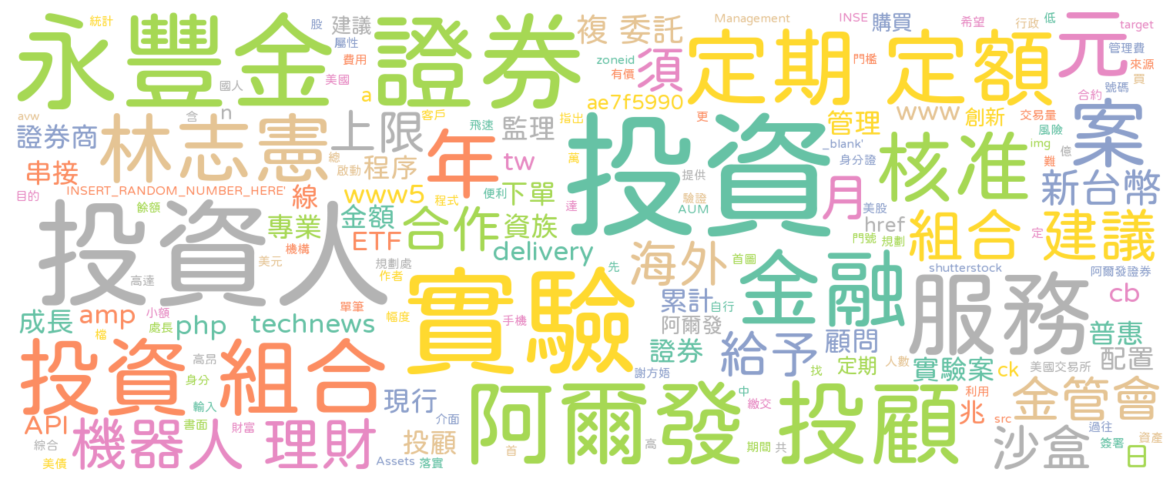 永豐金 證券
股
建議
屬性
統計
費用
美國
國人
含
n
a
avw
客戶
複 委託
zoneid
有價
須
Management
門檻
定期 定額
INSE
購買
希望
行政
低
元
target
管理費
來源
買
合約
號碼
證券商
林志憲
上限
監理
飛速
指出
ae7f5990
更
管理
www
創新
交易量
風險
案
串接
總
啟動
程序
年
tw
萬
投資
提供
_blank'
身分證
核准
img
難
億
目的
INSERT_RANDOM_NUMBER_HERE'
線
www5
程式
便利
下單
達
驗證
AUM
美股
月
新台幣
餘額
專業
金額
合作
資族
門號
規劃
href
定
組合 建議
投資人
機構
ETF
delivery
先
海外
首圖
高達
美元
規劃處
作者
實驗
金融
shutterstock
阿爾發證券
服務
cb
成長
amp
小額
單筆
幅度
手機
累計
自行
阿爾發
處長
php
technews
檔
證券
給予
顧問
普惠
投資 組合
高昂
身分
謝方娪
找
定期
人數
實驗案
ck
美國交易所
配置
現行
阿爾發 投顧
中
繳交
利用
兆
src
金管會
API
輸入
書面
財富
介面
過往
綜合
機器人 理財
投顧
首
高
期間
共
沙盒
簽署
資產
美債
Assets
落實
日